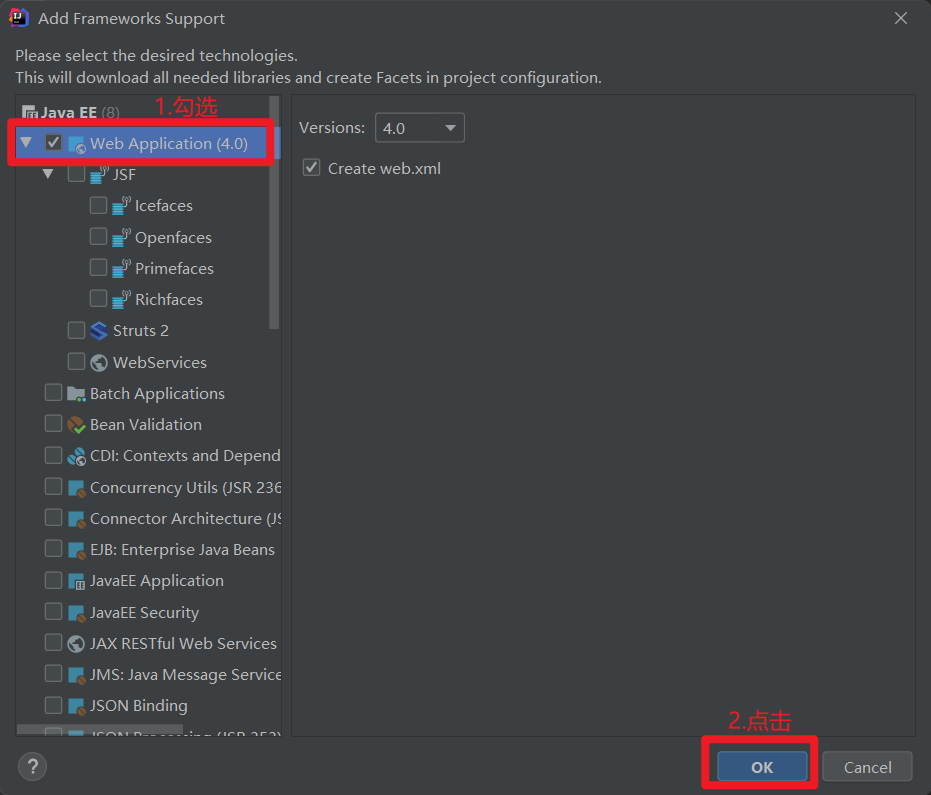 Add Frameworks Support
Please select the desired technologies.
This will download all needed libraries and create Facets in project configuration.
Java EE (8)
1.勾选
Web Application (4.0)
JSF
Icefaces
Openfaces
Primefaces
Richfaces
Struts 2
WebServices
Batch Applications
Bean Validation
CDI: Contexts and Depend
Concurrency Utils (JSR 236
Connector Architecture (JS
EJB: Enterprise Java Beans
JavaEE Application
JavaEE Security
JAX RESTful Web Services
JMS: Java Message Service
JSON Binding
JSON Processing (JSR 353)
Versions: 4.0
Create web.xml
2.点击
? OK Cancel